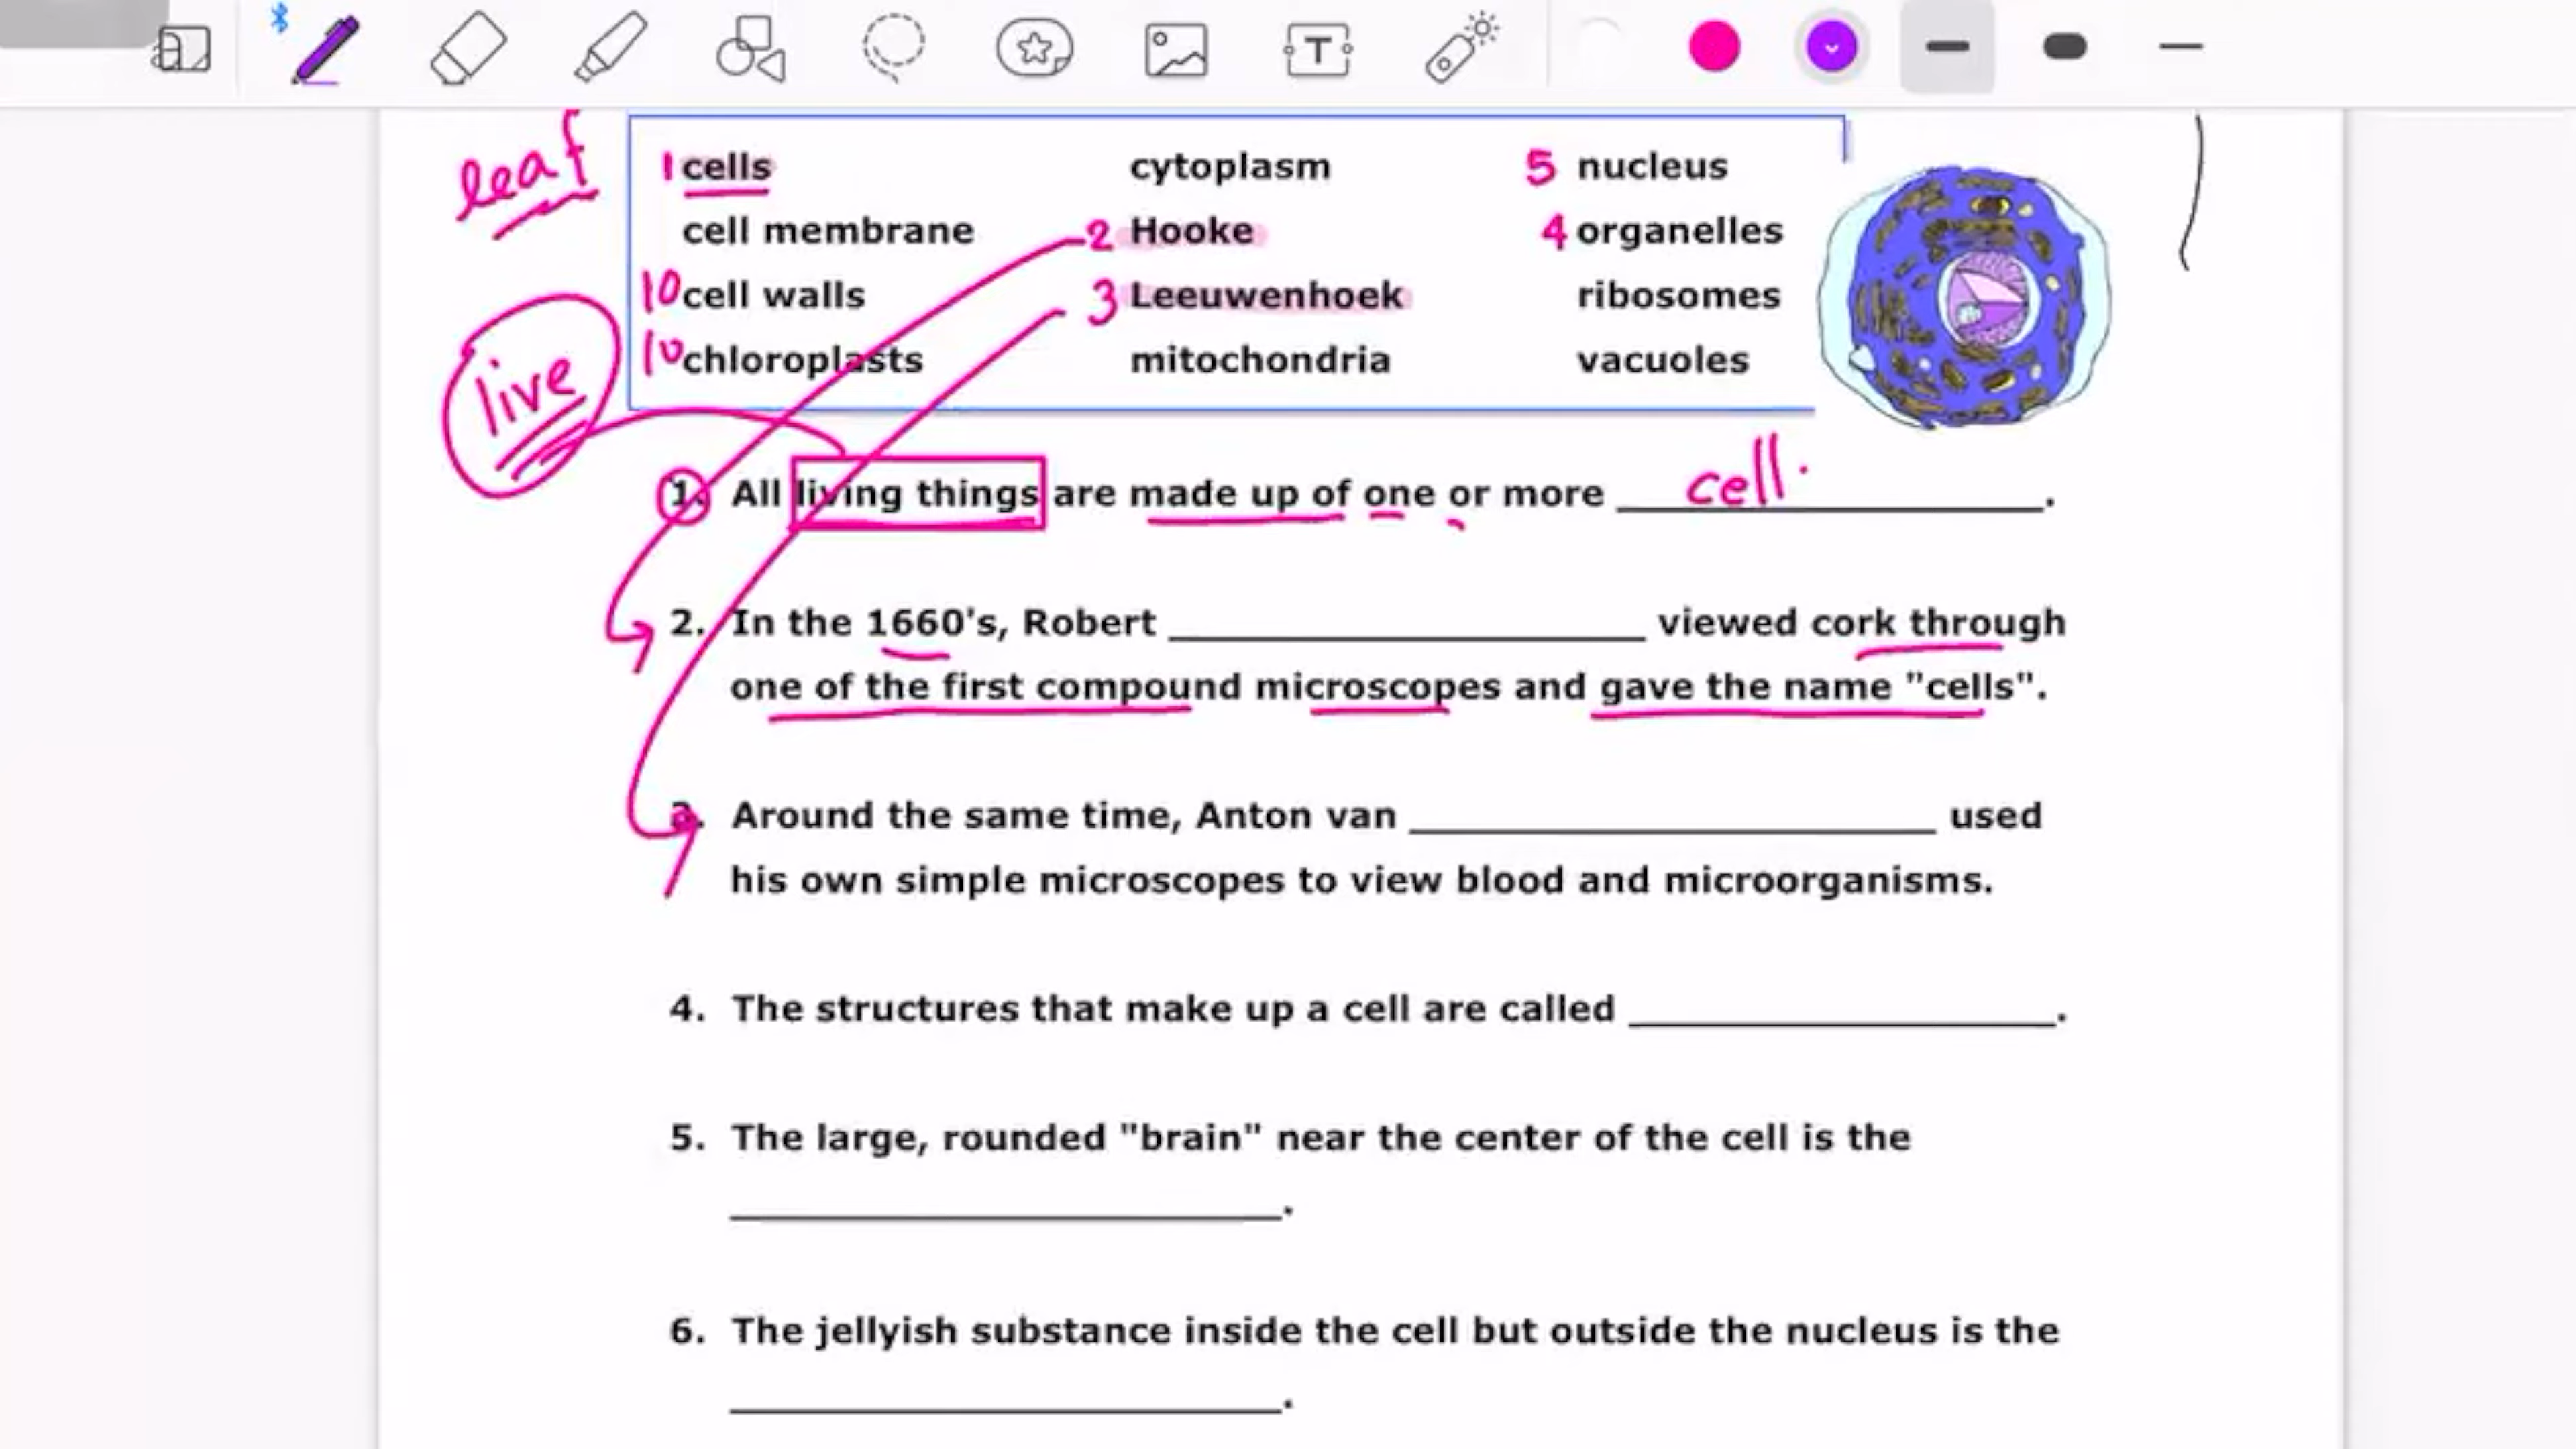 leaf
1 cells cytoplasm 5 nucleus
cell membrane 2 Hooke 4 organelles
10 cell walls 3 Leeuwenhoek ribosomes
10 chloroplasts mitochondria vacuoles
live
1. All living things are made up of one or more cell.
2. In the 1660's, Robert viewed cork through
one of the first compound microscopes and gave the name "cells".
3. Around the same time, Anton van used
his own simple microscopes to view blood and microorganisms.
4. The structures that make up a cell are called .
5. The large, rounded "brain" near the center of the cell is the
.
6. The jellyish substance inside the cell but outside the nucleus is the
.